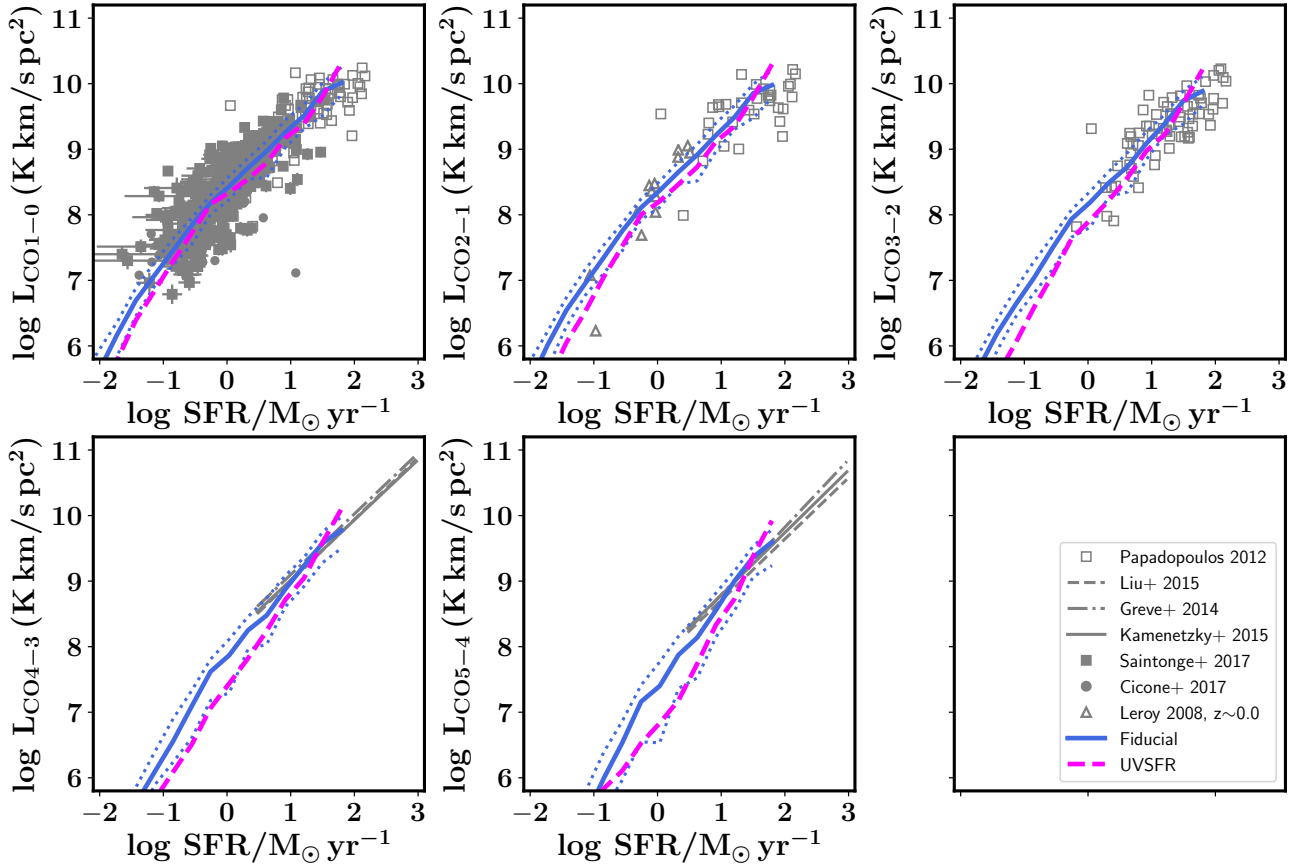 log L_CO1−0 (K km/s pc²)
11
10
9
8
7
6
−2 −1 0 1 2 3
log SFR/M⊙ yr⁻¹
log L_CO2−1 (K km/s pc²)
11
10
9
8
7
6
−2 −1 0 1 2 3
log SFR/M⊙ yr⁻¹
log L_CO3−2 (K km/s pc²)
11
10
9
8
7
6
−2 −1 0 1 2 3
log SFR/M⊙ yr⁻¹
log L_CO4−3 (K km/s pc²)
11
10
9
8
7
6
−2 −1 0 1 2 3
log SFR/M⊙ yr⁻¹
log L_CO5−4 (K km/s pc²)
11
10
9
8
7
6
−2 −1 0 1 2 3
log SFR/M⊙ yr⁻¹
Papadopoulos 2012
Liu+ 2015
Greve+ 2014
Kamenetzky+ 2015
Saintonge+ 2017
Cicone+ 2017
Leroy 2008, z∼0.0
Fiducial
UVSFR